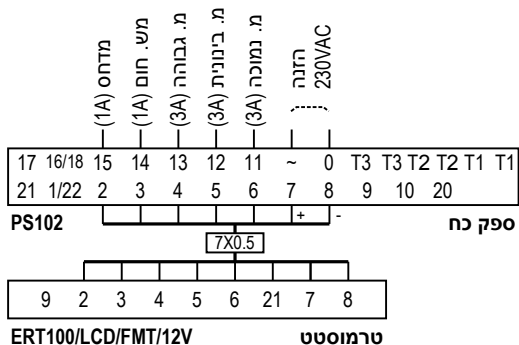 מדחס (1A)
מש. חום (1A)
מ. גבוהה (3A)
מ. בינונית (3A)
מ. נמוכה (3A)
הזנה
230VAC
17 16/18 15 14 13 12 11 ~ 0 T3 T3 T2 T2 T1 T1
21 1/22 2 3 4 5 6 7 8 9 10 20
PS102 + - ספק כח
7X0.5
9 2 3 4 5 6 21 7 8
ERT100/LCD/FMT/12V טרמוסטט